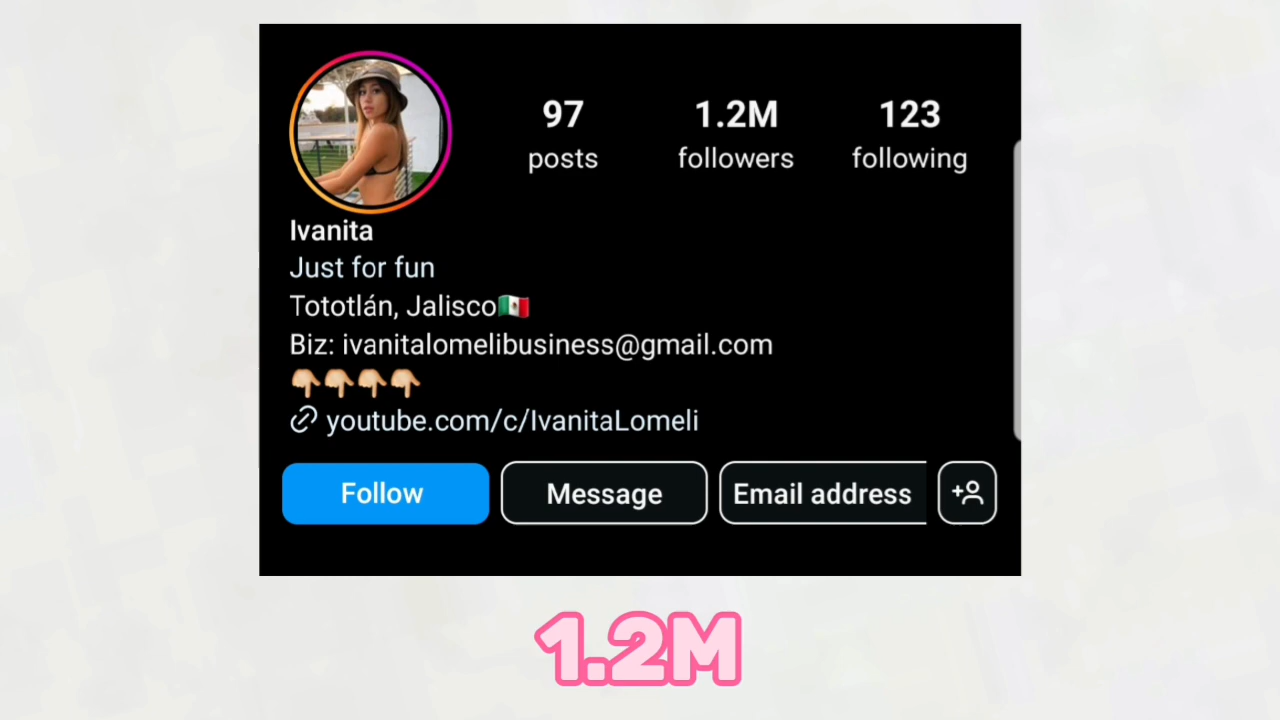 97 1.2M 123
posts followers following
Ivanita
Just for fun
Tototlán, Jalisco🇲🇽
Biz: ivanitalomelibusiness@gmail.com
👇🏼👇🏼👇🏼👇🏼
youtube.com/c/IvanitaLomeli
Follow Message Email address
1.2M